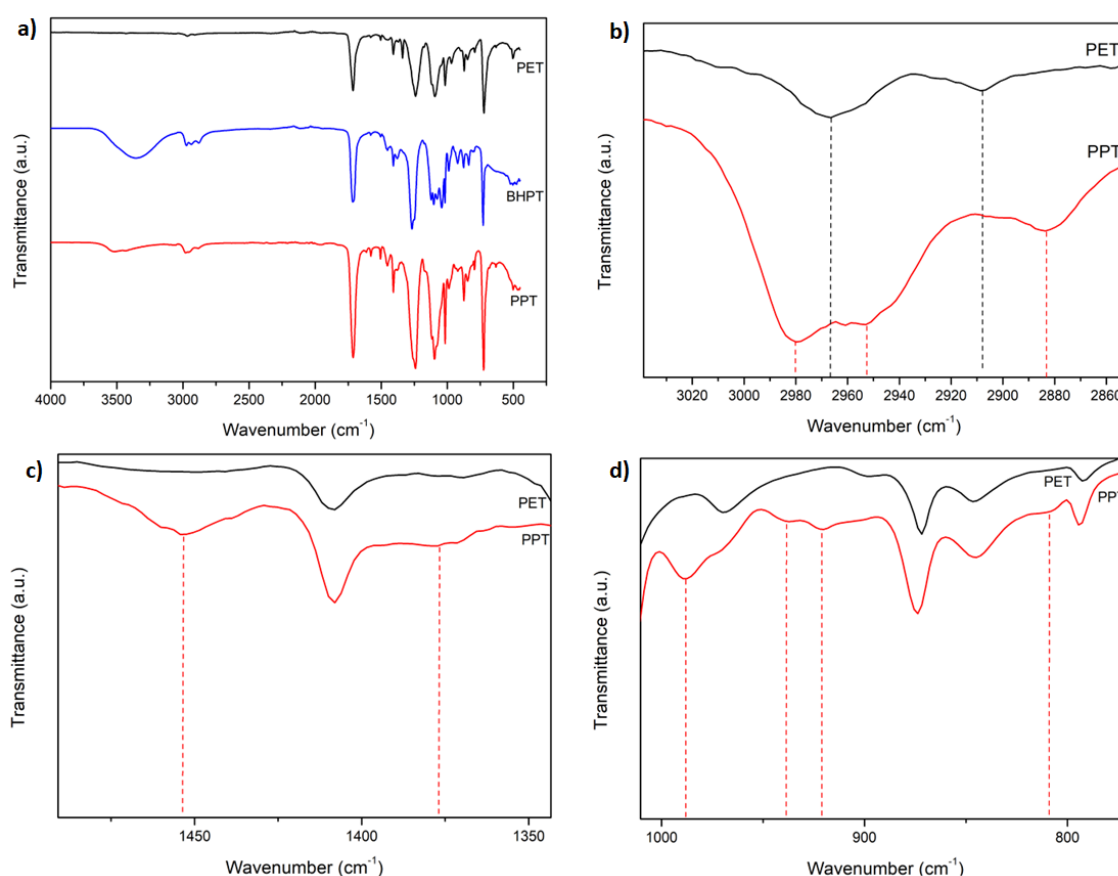 a)
PET
BHPT
PPT
Transmittance (a.u.)
4000 3500 3000 2500 2000 1500 1000 500
Wavenumber (cm-1)
b)
PET
PPT
Transmittance (a.u.)
3020 3000 2980 2960 2940 2920 2900 2880 2860
Wavenumber (cm-1)
c)
PET
PPT
Transmittance (a.u.)
1450 1400 1350
Wavenumber (cm-1)
d)
PET
PPT
Transmittance (a.u.)
1000 900 800
Wavenumber (cm-1)